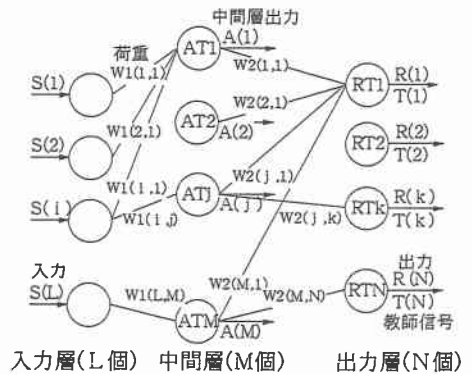 中間層出力
荷重
AT1
A(1)
S(1)
W1(1,1)
W2(1,1)
RT1
R(1)
T(1)
W1(2,1)
AT2
W2(2,1)
A(2)
S(2)
RT2
R(2)
T(2)
W1(i,1)
ATj
W2(j,1)
A(j)
S(i)
W1(i,j)
W2(j,k)
RTk
R(k)
T(k)
入力
S(L)
W1(L,M)
ATM
A(M)
W2(M,1)
W2(M,N)
RTN
出力
R(N)
T(N)
教師信号
入力層(L個) 中間層(M個) 出力層(N個)